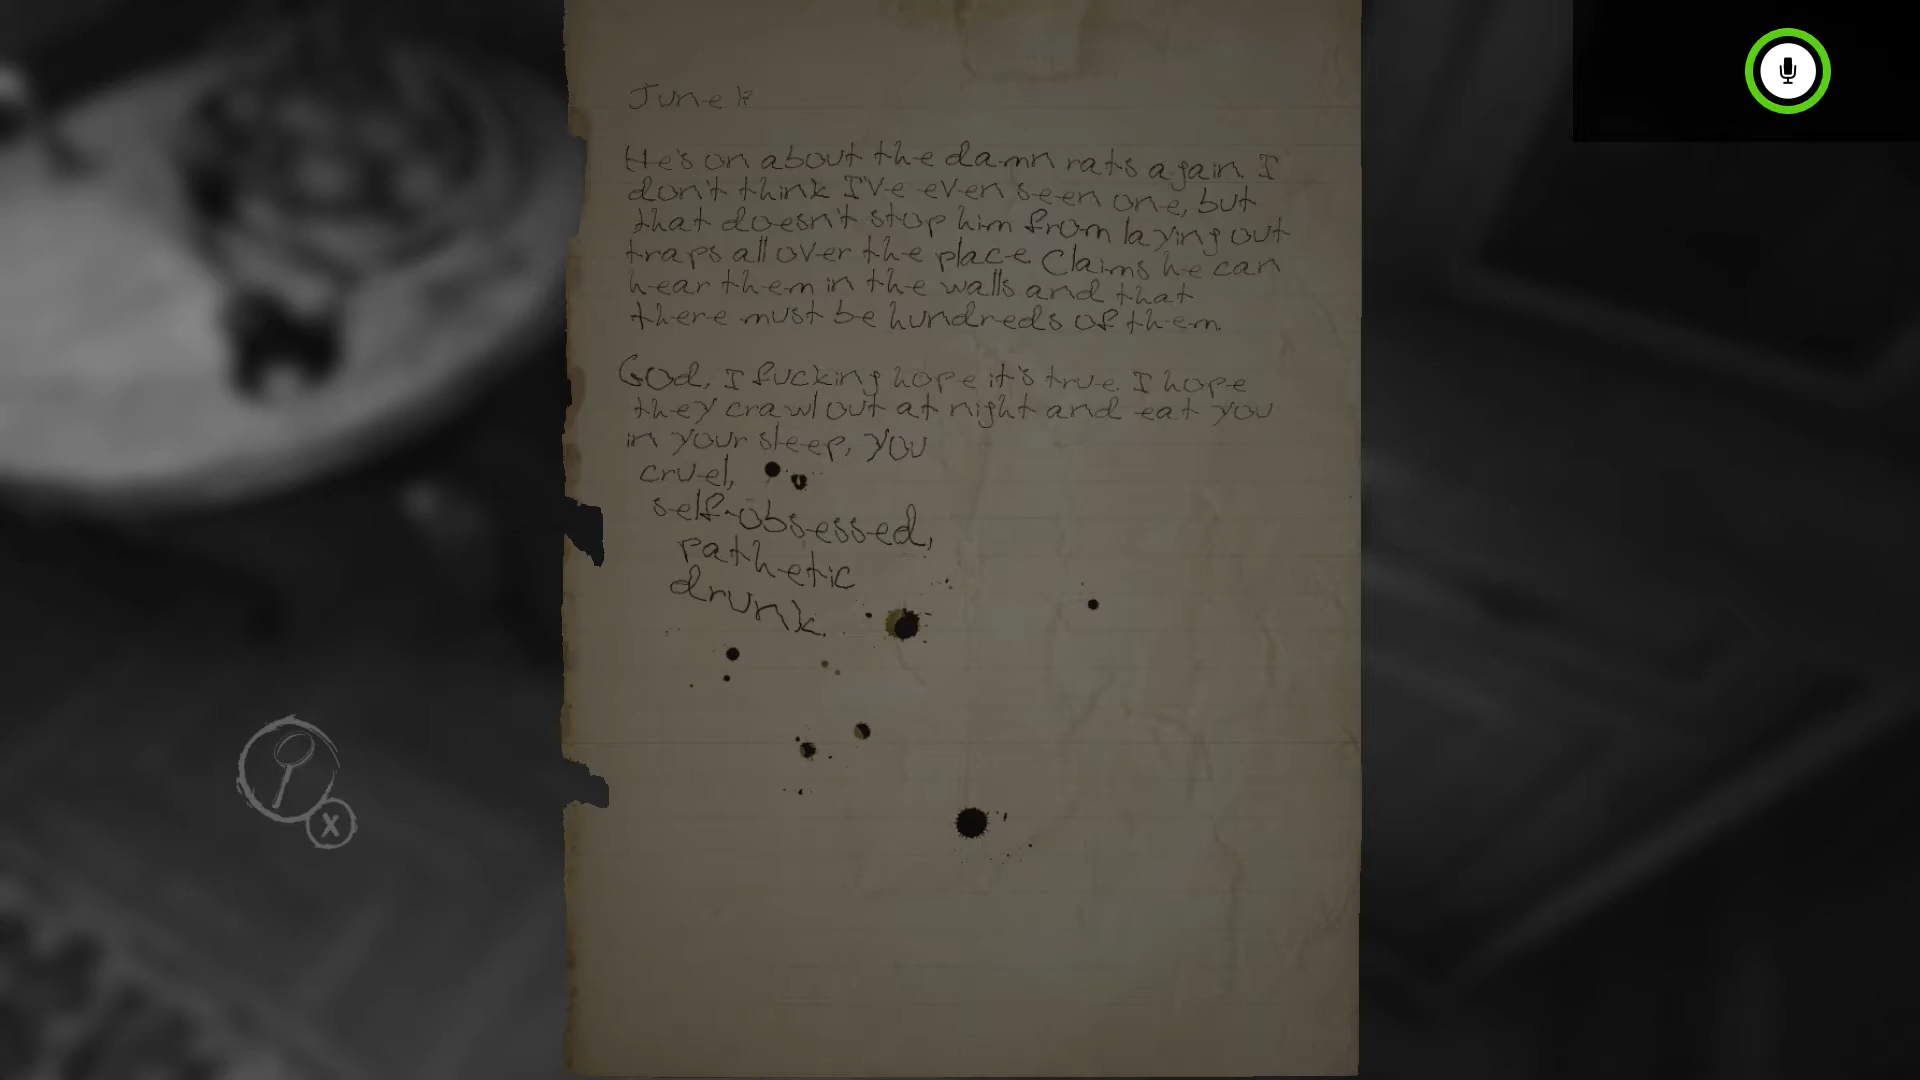 June
He's on about the damn rats again. I
don't think I've even seen one, but
that doesn't stop him from laying out
traps all over the place. Claims he can
hear them in the walls and that
there must be hundreds of them.
God, I fucking hope it's true. I hope
they crawl out at night and eat you
in your sleep, you
cruel,
self-obsessed,
pathetic
drunk.
X